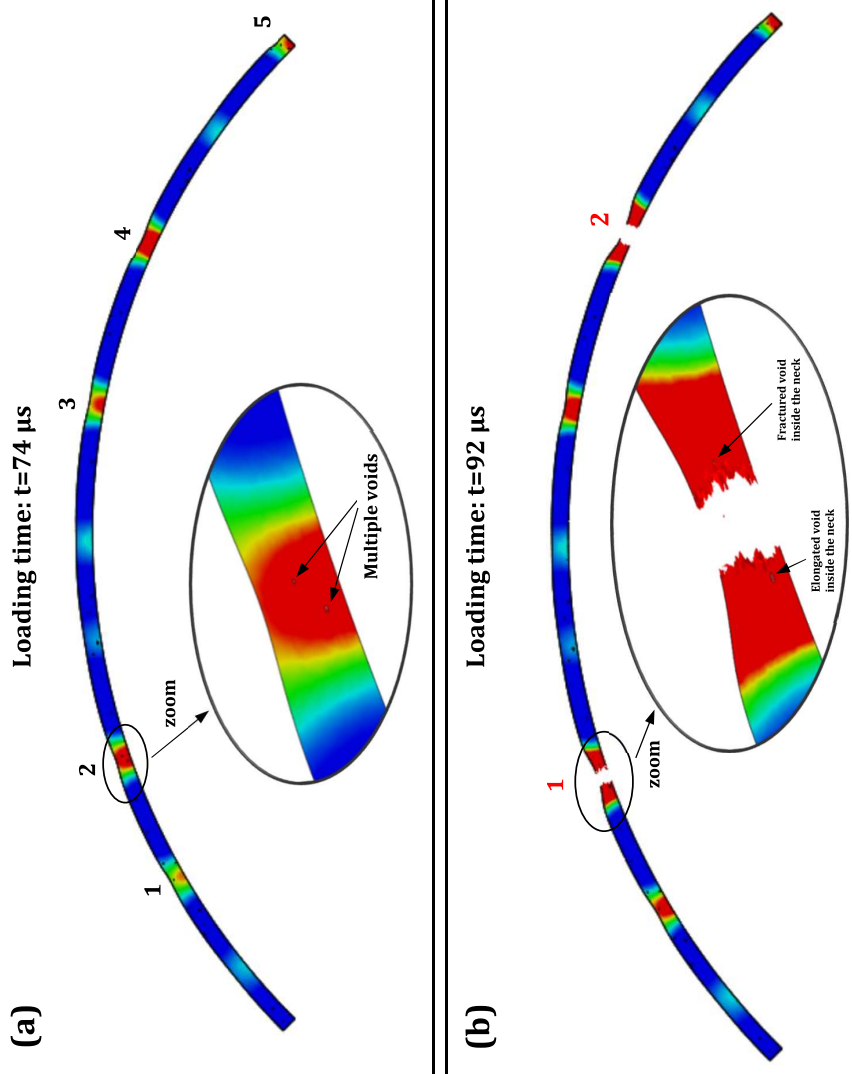 (a)
Loading time: t=74 μs
1
2
3
4
5
zoom
Multiple voids
(b)
Loading time: t=92 μs
1
2
zoom
Elongated void
inside the neck
Fractured void
inside the neck